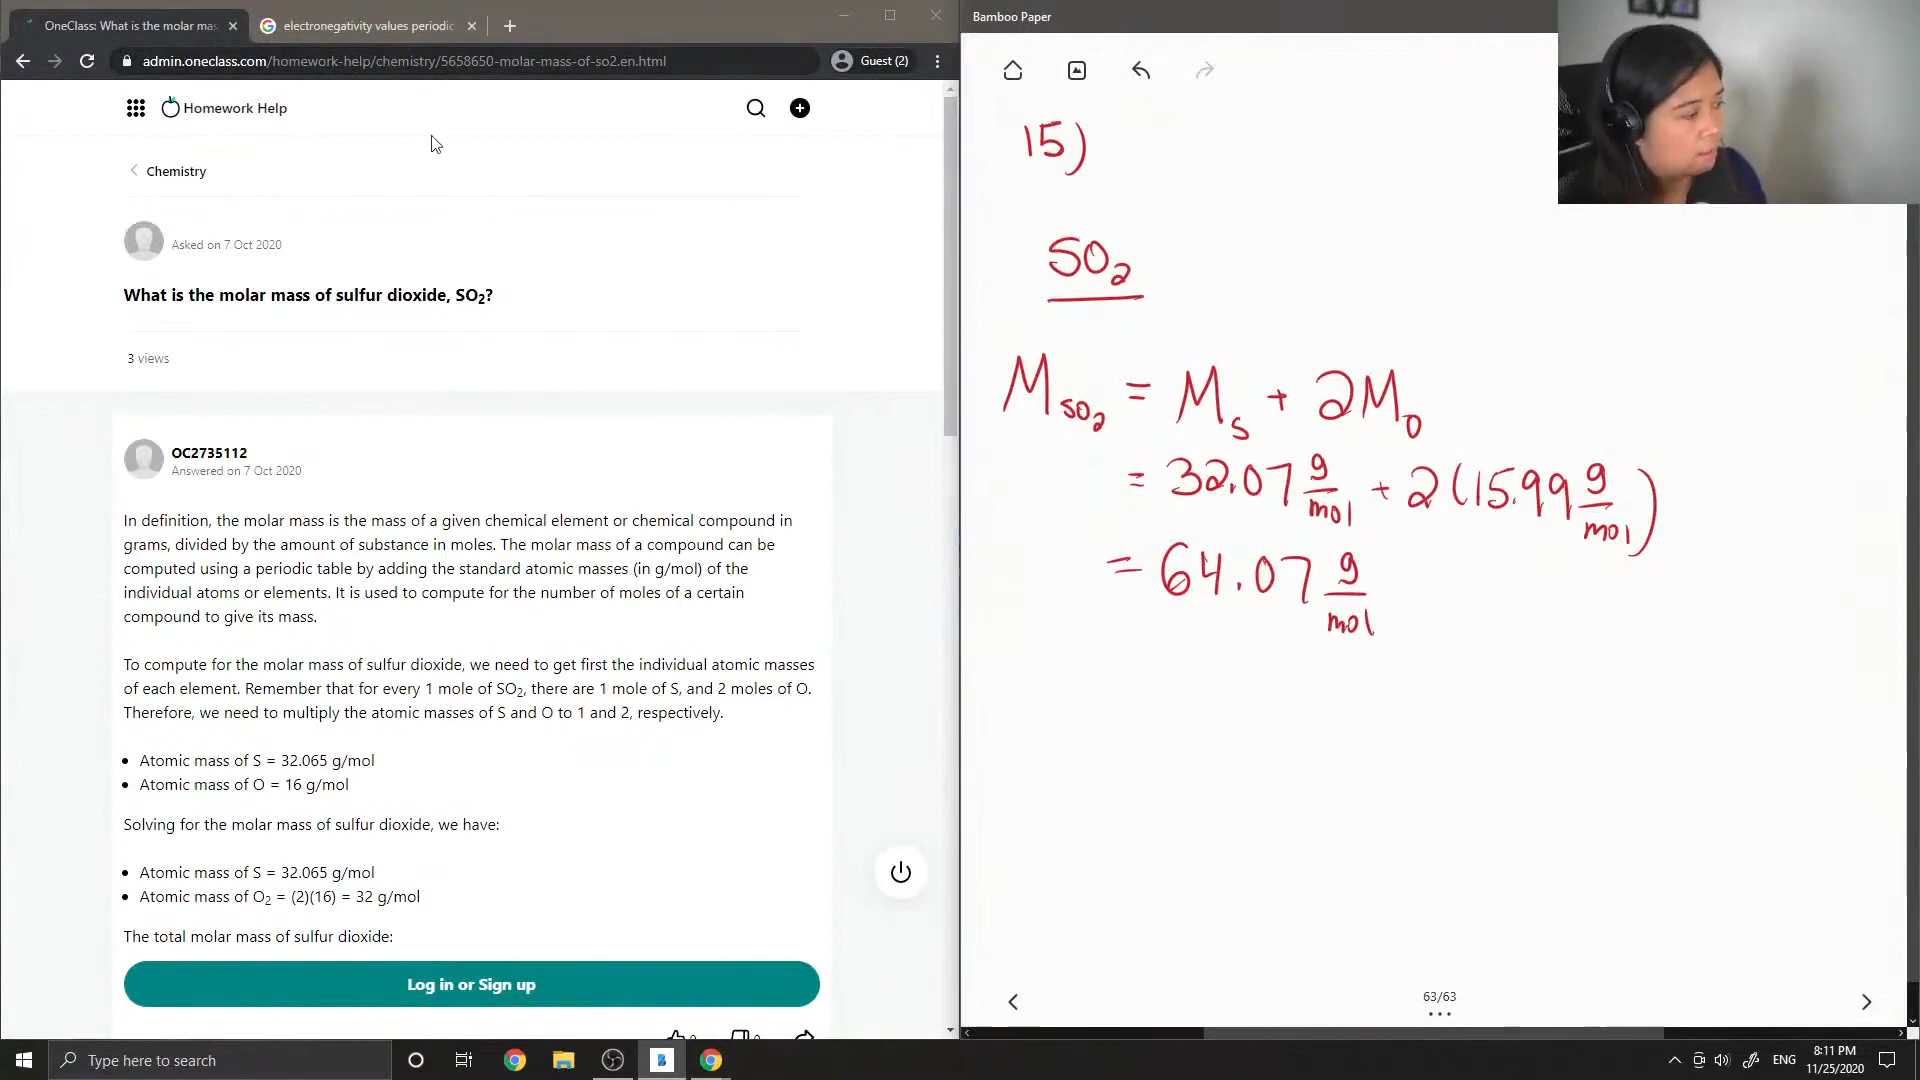 OneClass: What is the molar mas
electronegativity values periodic
admin.oneclass.com/homework-help/chemistry/5658650-molar-mass-of-so2.en.html
Guest (2)
Homework Help
Chemistry
Asked on 7 Oct 2020
What is the molar mass of sulfur dioxide, SO₂?
3 views
OC2735112
Answered on 7 Oct 2020
In definition, the molar mass is the mass of a given chemical element or chemical compound in
grams, divided by the amount of substance in moles. The molar mass of a compound can be
computed using a periodic table by adding the standard atomic masses (in g/mol) of the
individual atoms or elements. It is used to compute for the number of moles of a certain
compound to give its mass.
To compute for the molar mass of sulfur dioxide, we need to get first the individual atomic masses
of each element. Remember that for every 1 mole of SO₂, there are 1 mole of S, and 2 moles of O.
Therefore, we need to multiply the atomic masses of S and O to 1 and 2, respectively.
• Atomic mass of S = 32.065 g/mol
• Atomic mass of O = 16 g/mol
Solving for the molar mass of sulfur dioxide, we have:
• Atomic mass of S = 32.065 g/mol
• Atomic mass of O₂ = (2)(16) = 32 g/mol
The total molar mass of sulfur dioxide:
Log in or Sign up
Bamboo Paper
15)
SO₂
M SO₂ = M S + 2M O
= 32.07 g/mol + 2(15.99 g/mol)
= 64.07 g/mol
63/63
Type here to search
ENG
8:11 PM
11/25/2020